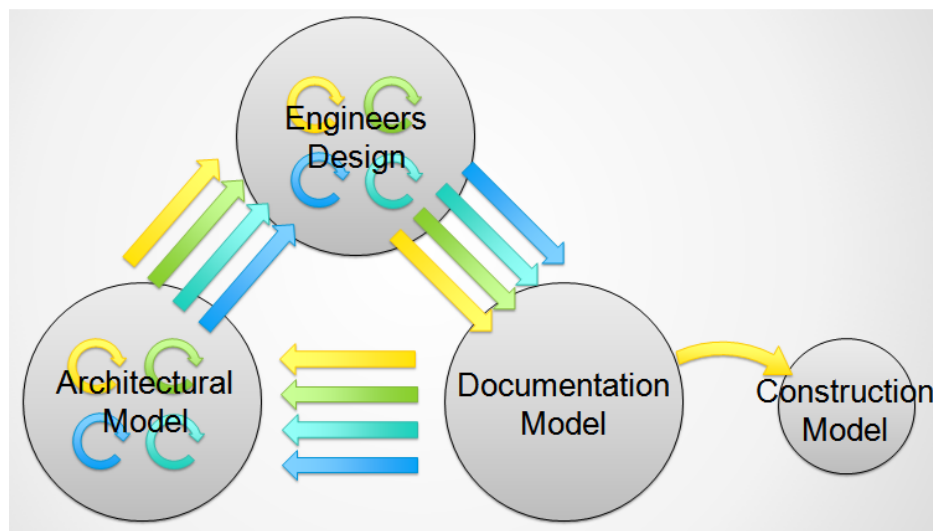 Engineers
Design
Architectural
Model
Documentation
Model
Construction
Model